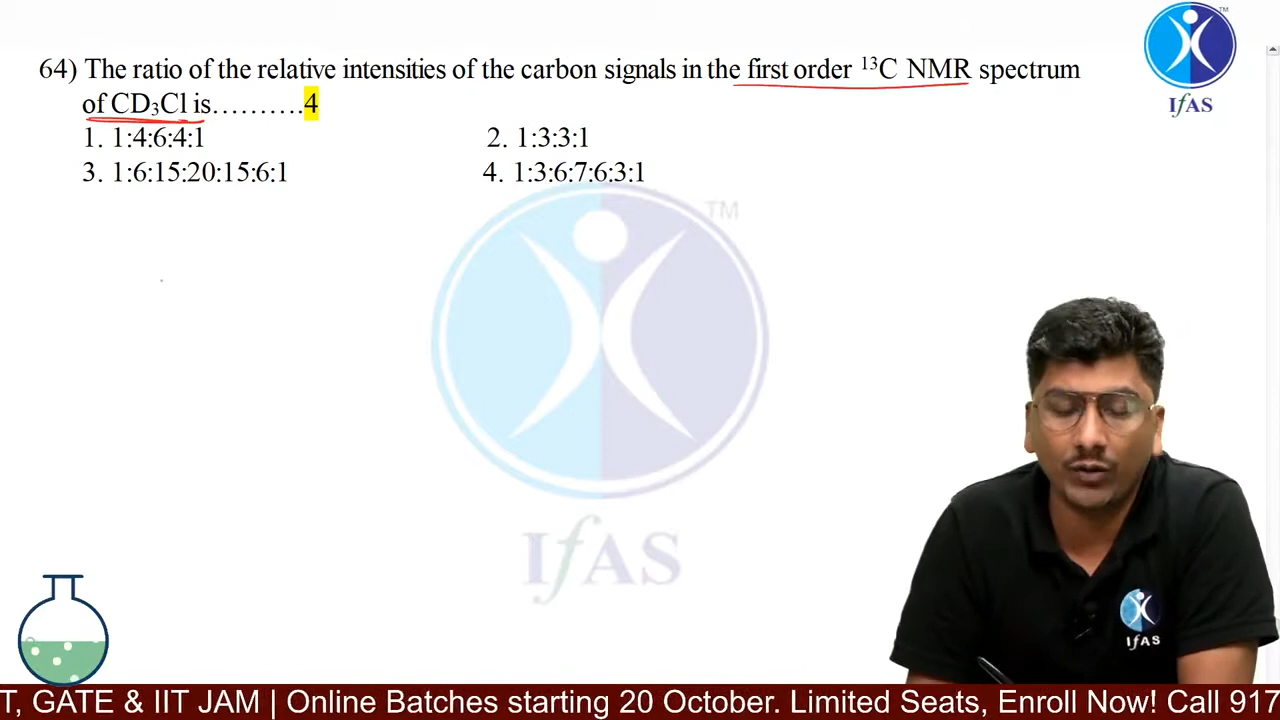 64) The ratio of the relative intensities of the carbon signals in the first order ¹³C NMR spectrum
of CD₃Cl is..........4
1. 1:4:6:4:1
2. 1:3:3:1
3. 1:6:15:20:15:6:1
4. 1:3:6:7:6:3:1
TM
IfAS
TM
IfAS
IfAS
T, GATE & IIT JAM | Online Batches starting 20 October. Limited Seats, Enroll Now! Call 917